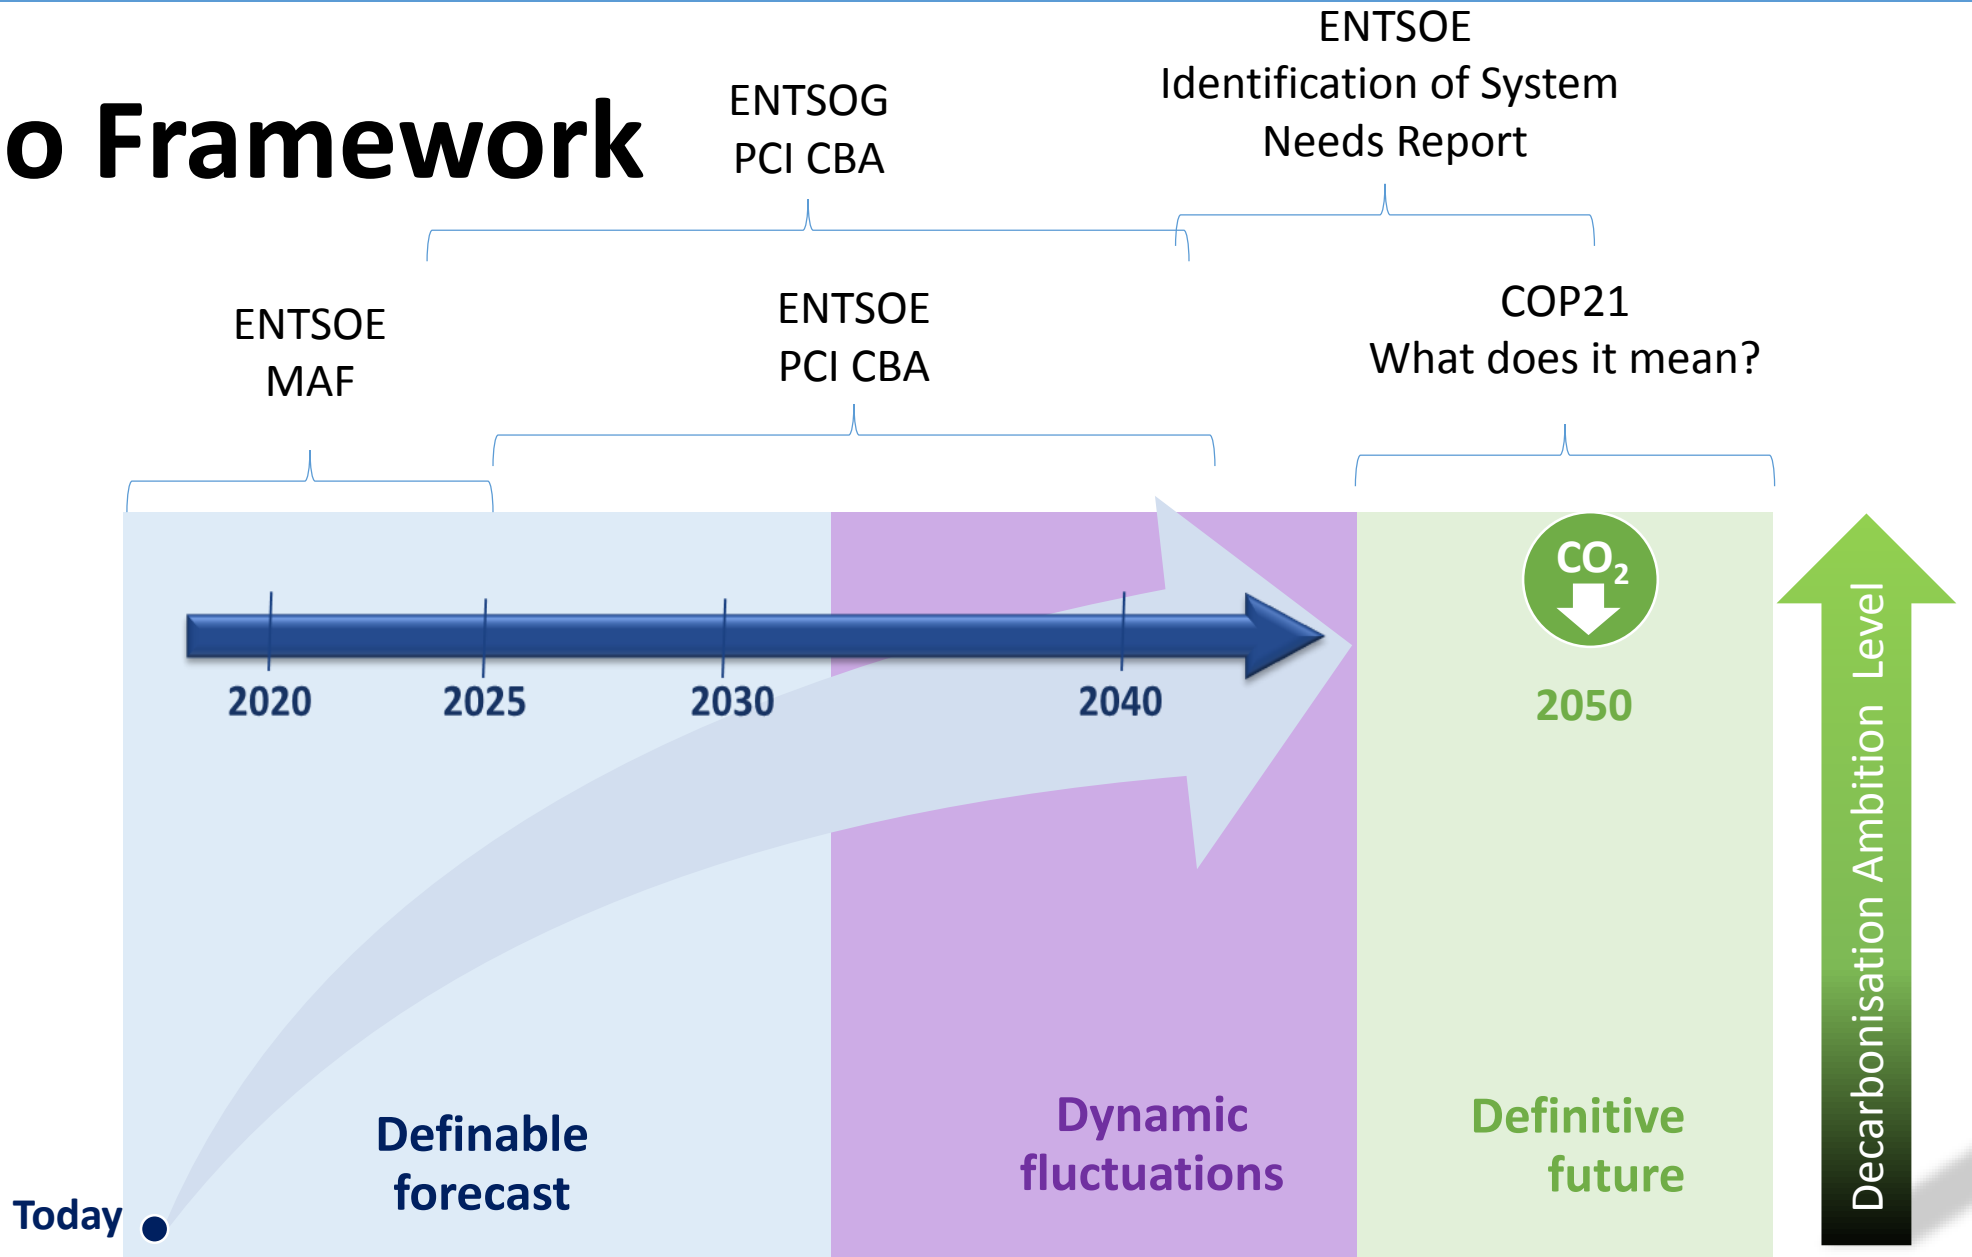 o Framework
ENTSOG
PCI CBA
ENTSOE
Identification of System
Needs Report
ENTSOE
MAF
ENTSOE
PCI CBA
COP21
What does it mean?
CO₂
2020
2025
2030
2040
2050
Decarbonisation Ambition Level
Definable
forecast
Dynamic
fluctuations
Definitive
future
Today